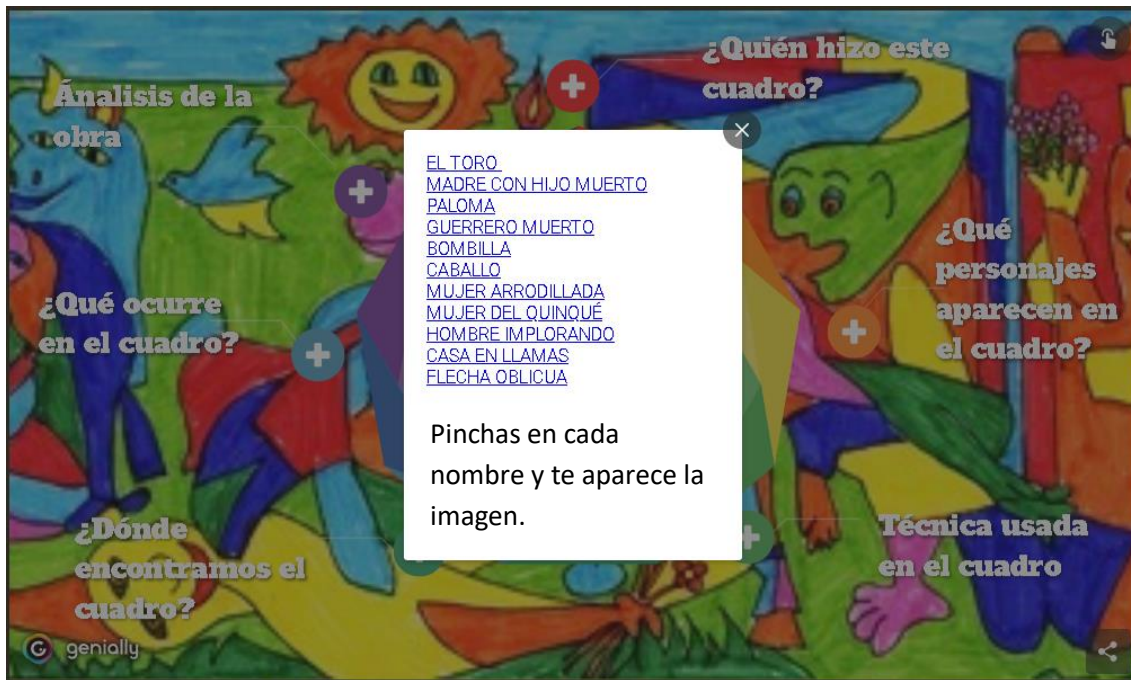 ¿Quién hizo este
cuadro?
Ánalisis de la
obra
EL TORO
MADRE CON HIJO MUERTO
PALOMA
GUERRERO MUERTO
BOMBILLA
CABALLO
MUJER ARRODILLADA
MUJER DEL QUINQUÉ
HOMBRE IMPLORANDO
CASA EN LLAMAS
FLECHA OBLICUA
Pinchas en cada
nombre y te aparece la
imagen.
¿Qué
personajes
aparecen en
el cuadro?
¿Qué ocurre
en el cuadro?
¿Dónde
encontramos el
cuadro?
Técnica usada
en el cuadro
genially